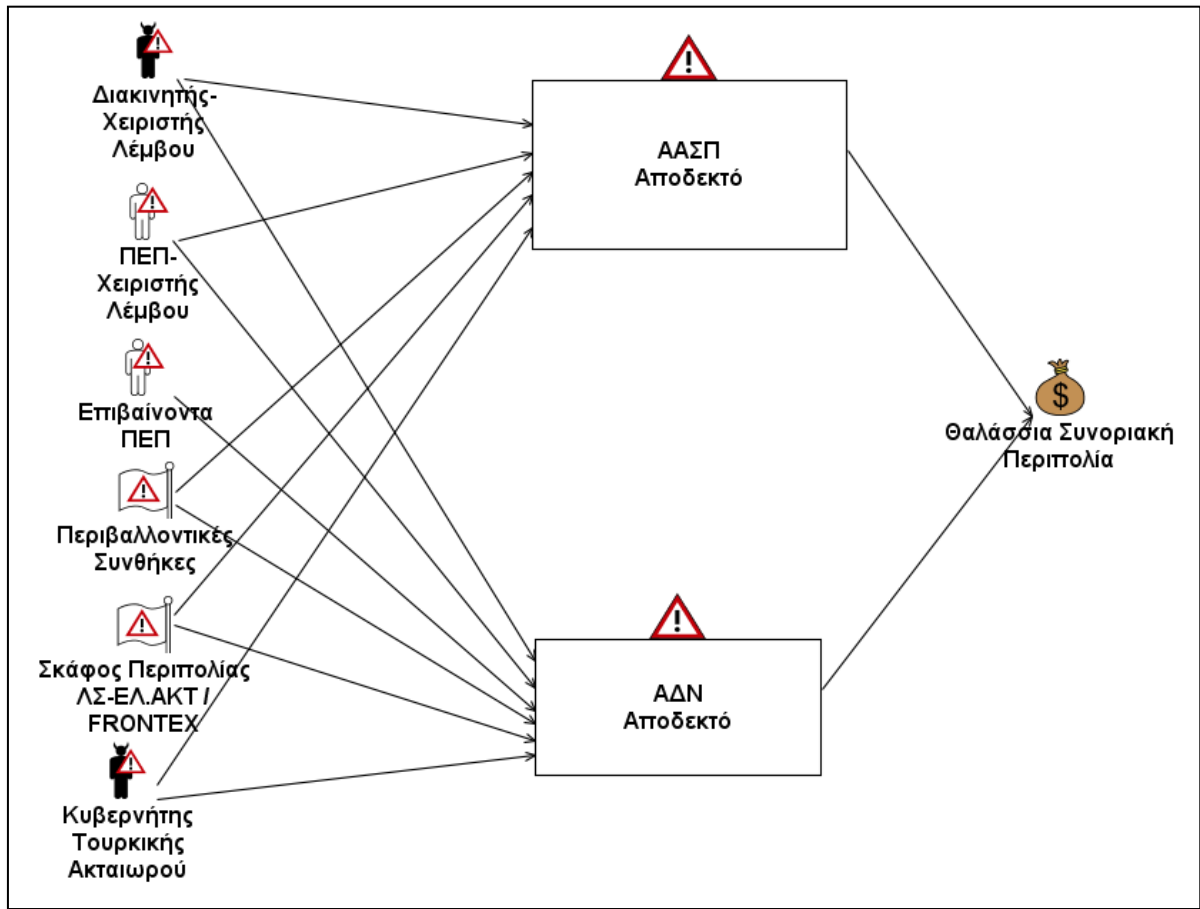 Διακινητής-
Χειριστής
Λέμβου
ΑΑΣΠ
Αποδεκτό
ΠΕΠ-
Χειριστής
Λέμβου
Επιβαίνοντα
ΠΕΠ
$
Θαλάσσια Συνοριακή
Περιπολία
Περιβαλλοντικές
Συνθήκες
Σκάφος Περιπολίας
ΛΣ-ΕΛ.ΑΚΤ /
FRONTEX
ΑΔΝ
Αποδεκτό
Κυβερνήτης
Τουρκικής
Ακταιωρού